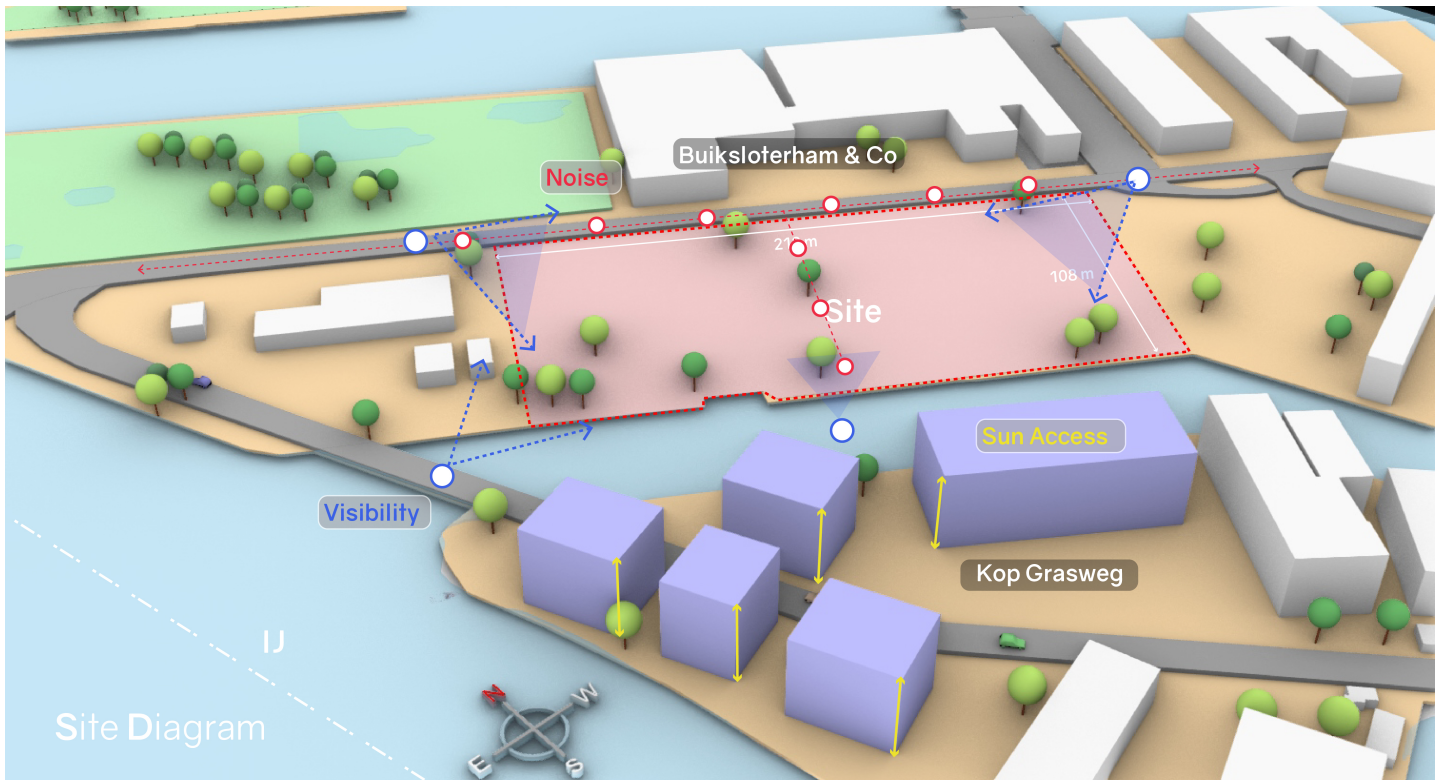 Buiksloterham & Co
Noise
108 m
Site
Sun Access
Visibility
Kop Grasweg
IJ
N
W
E
S
Site Diagram